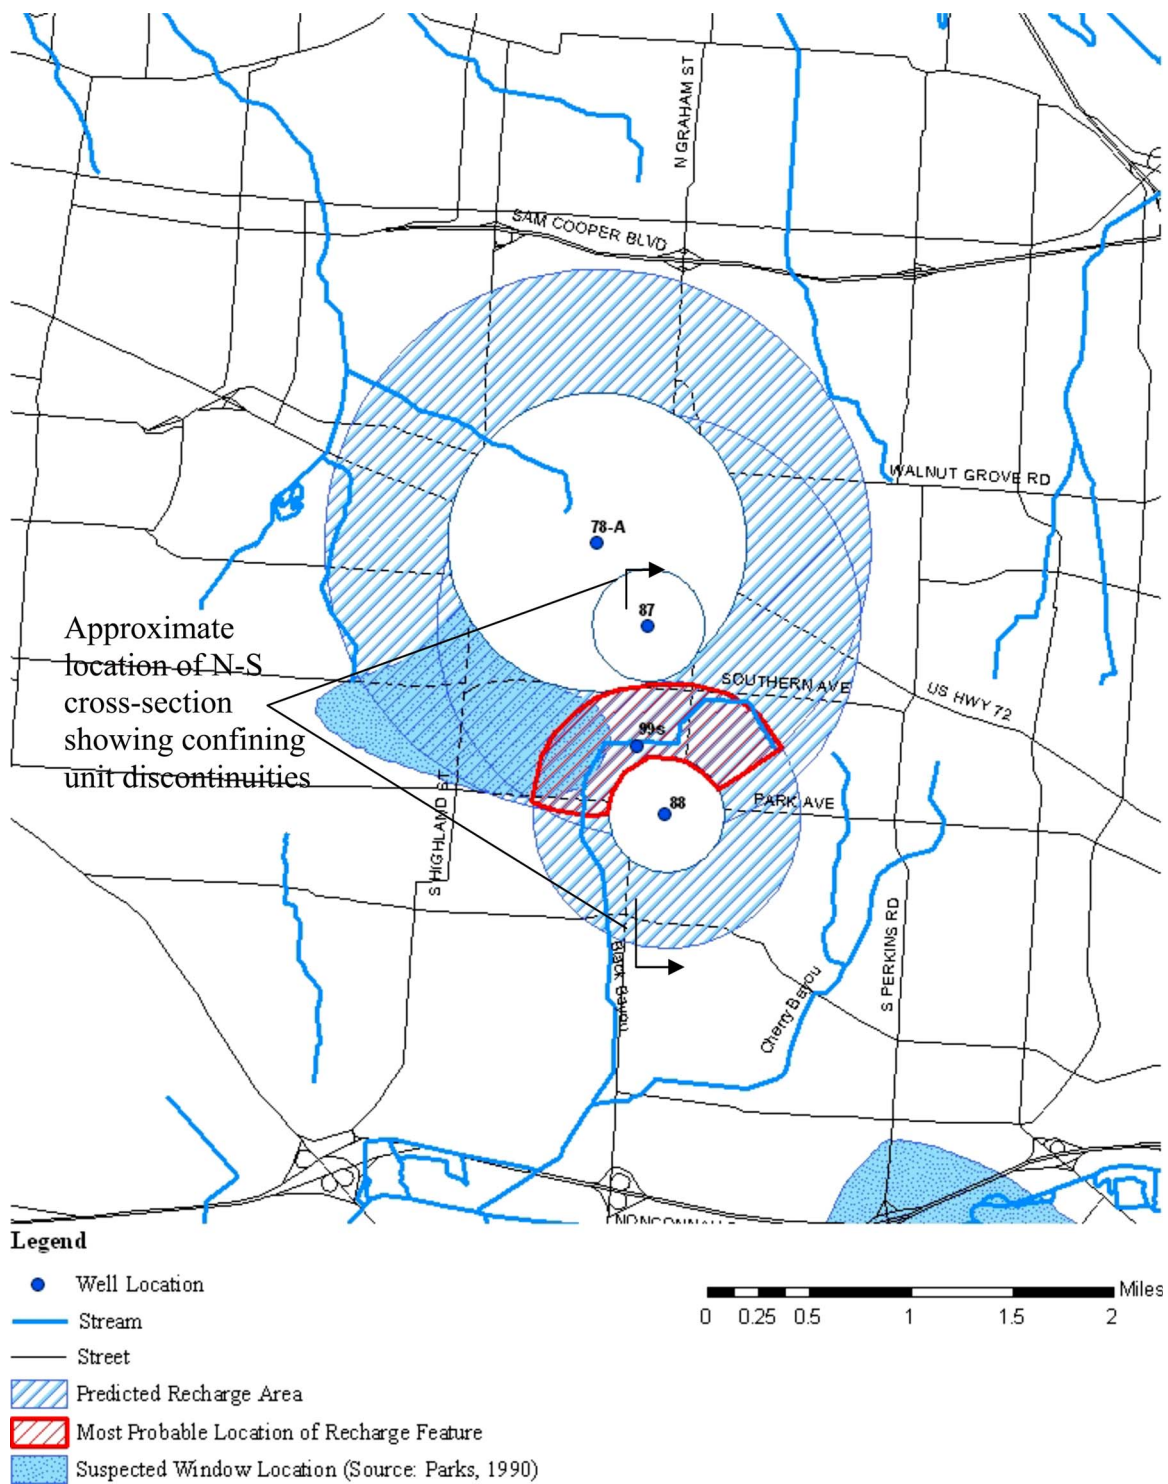 N GRAHAM ST
SAM COOPER BLVD
WALNUT GROVE RD
78-A
87
Approximate
location of N-S
cross-section
showing confining
unit discontinuities
SOUTHERN AVE
US HWY 72
99s
88
PARK AVE
S HIGHLAND ST
S PERKINS RD
Black Bayou
Cherry Bayou
Legend
Well Location
Stream
Street
Predicted Recharge Area
Most Probable Location of Recharge Feature
Suspected Window Location (Source: Parks, 1990)
Miles
0 0.25 0.5 1 1.5 2